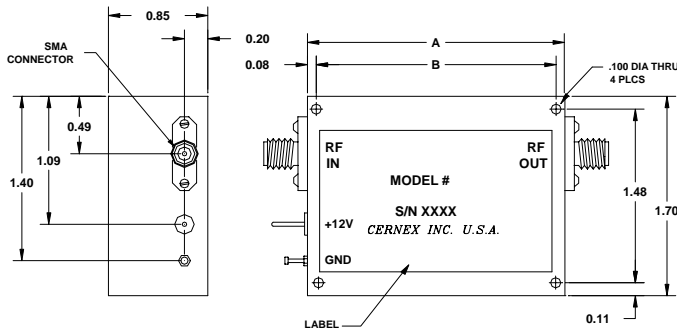 0.85
0.20
SMA
CONNECTOR
0.08
A
B
.100 DIA THRU
4 PLCS
0.49
1.09
1.40
RF
IN
RF
OUT
MODEL #
S/N XXXX
CERNEX INC. U.S.A.
+12V
GND
1.48
1.70
0.11
LABEL